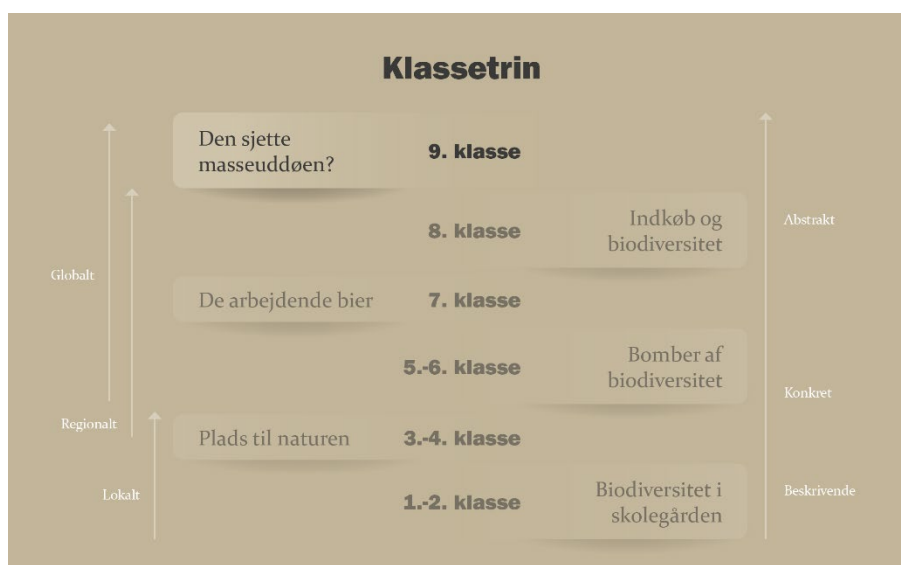 Klassetrin
Den sjette
masseuddøen?
9. klasse
8. klasse
Indkøb og
biodiversitet
Abstrakt
Globalt
De arbejdende bier
7. klasse
5.-6. klasse
Bomber af
biodiversitet
Konkret
Regionalt
Plads til naturen
3.-4. klasse
Lokalt
1.-2. klasse
Biodiversitet i
skolegården
Beskrivende